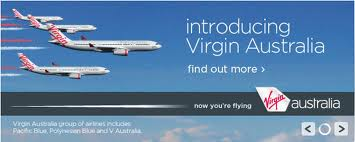 introducing
Virgin Australia
find out more ›
now you're flying
Virgin australia
Virgin Australia group of airlines includes
Pacific Blue, Polynesian Blue and V Australia.